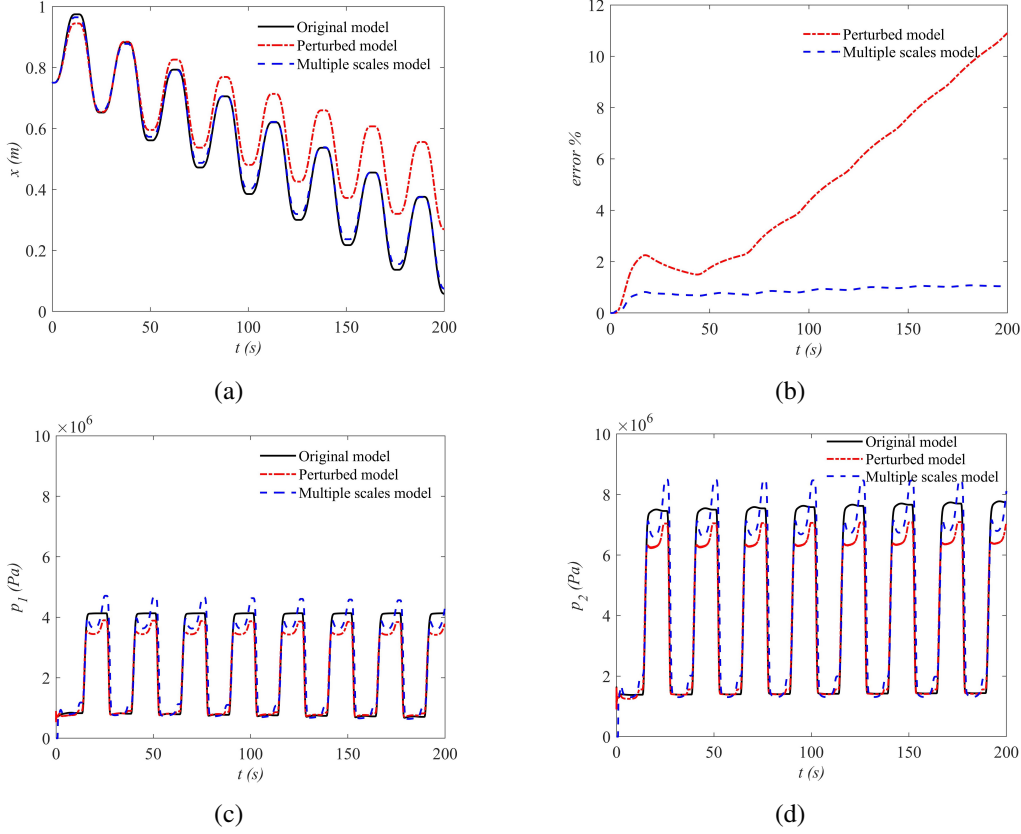 Original model
Perturbed model
Multiple scales model
1
0.8
0.6
0.4
0.2
0
x (m)
0
50
100
150
200
t (s)
(a)
Perturbed model
Multiple scales model
12
10
8
6
4
2
0
error %
0
50
100
150
200
t (s)
(b)
×10⁶
Original model
Perturbed model
Multiple scales model
10
8
6
4
2
0
p₁ (Pa)
0
50
100
150
200
t (s)
(c)
×10⁶
Original model
Perturbed model
Multiple scales model
10
8
6
4
2
0
p₂ (Pa)
0
50
100
150
200
t (s)
(d)